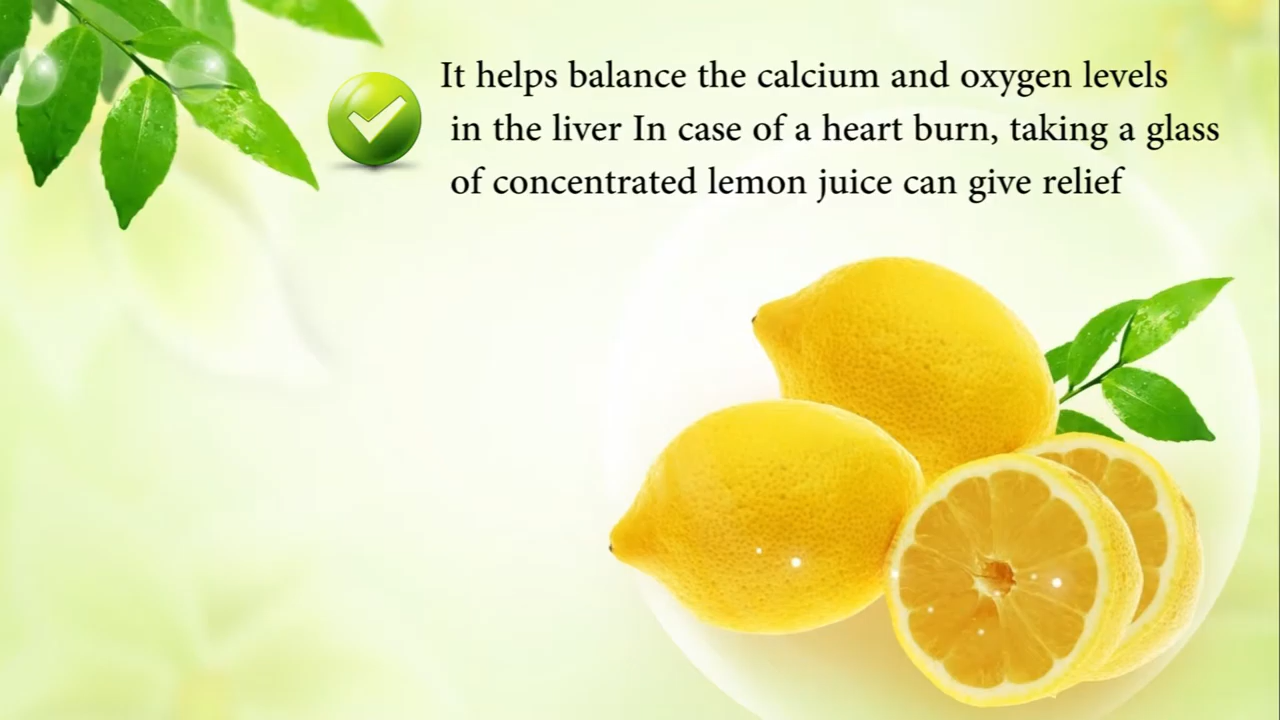 It helps balance the calcium and oxygen levels
in the liver In case of a heart burn, taking a glass
of concentrated lemon juice can give relief